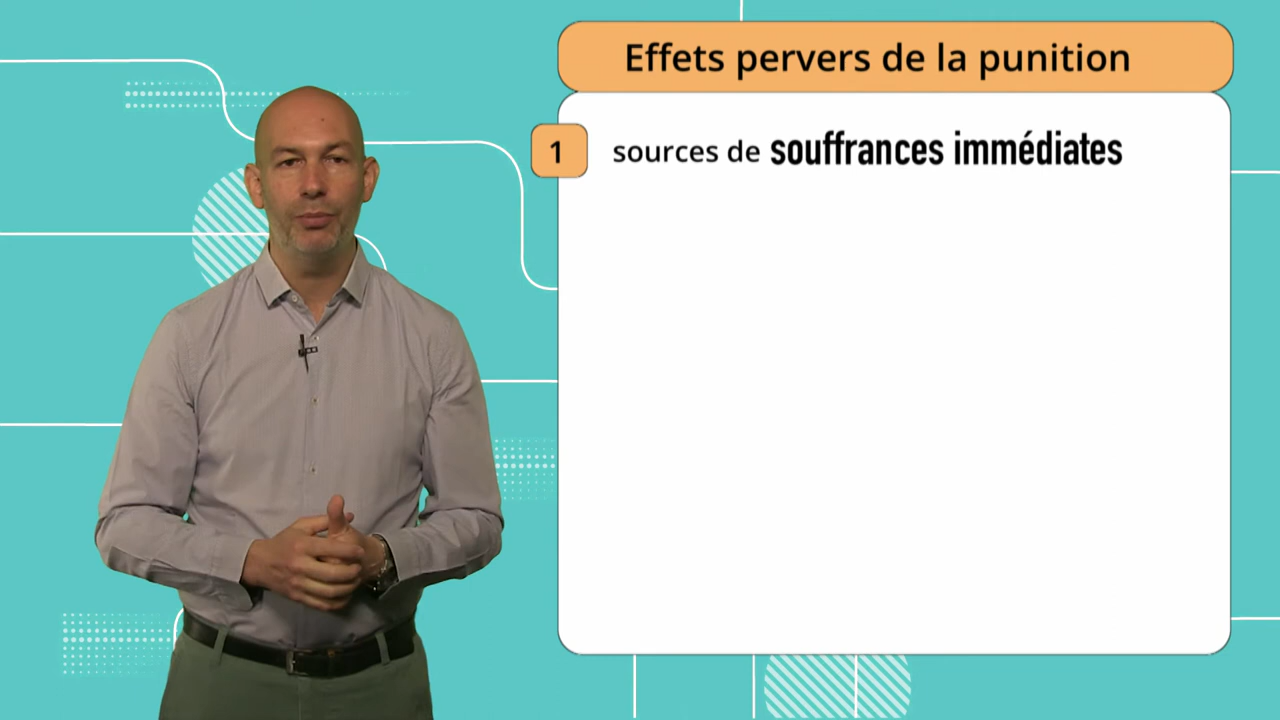 Effets pervers de la punition
1 sources de souffrances immédiates